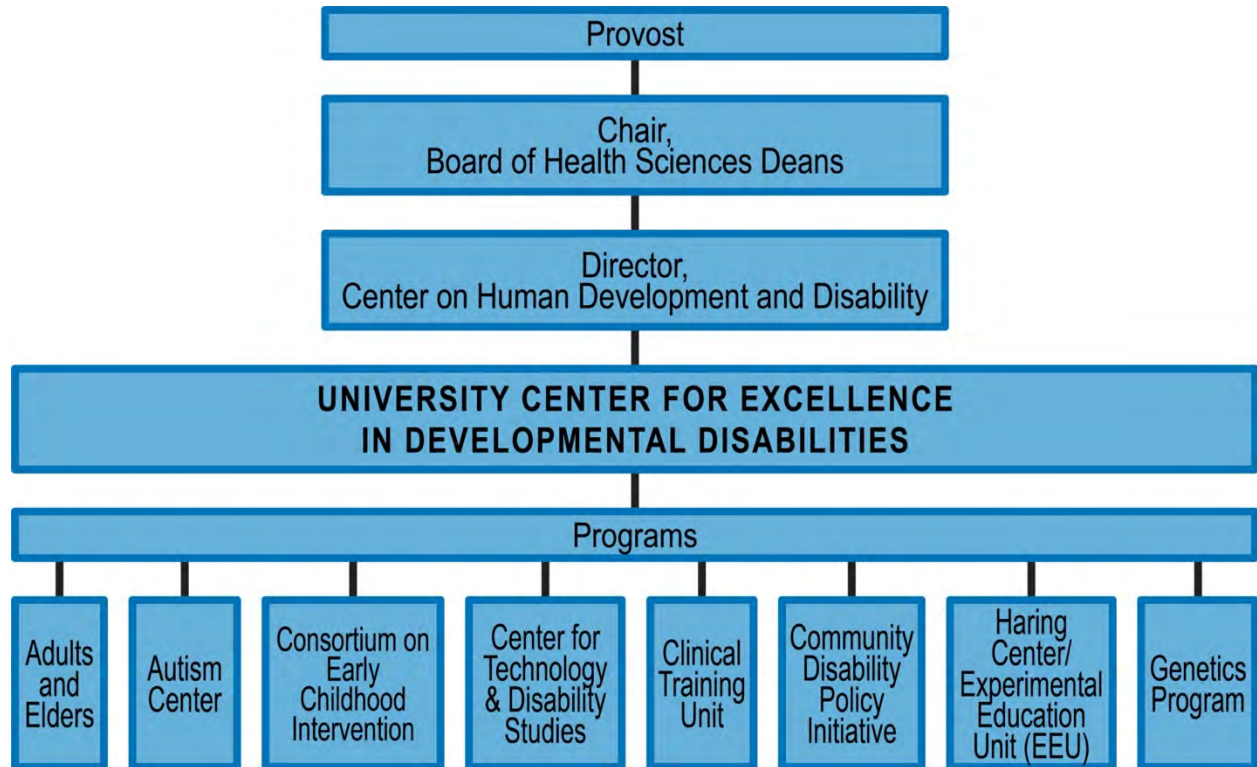 Provost
Chair,
Board of Health Sciences Deans
Director,
Center on Human Development and Disability
UNIVERSITY CENTER FOR EXCELLENCE
IN DEVELOPMENTAL DISABILITIES
Programs
Adults
and
Elders
Autism
Center
Consortium on
Early
Childhood
Intervention
Center for
Technology
& Disability
Studies
Clinical
Training
Unit
Community
Disability
Policy
Initiative
Haring
Center/
Experimental
Education
Unit (EEU)
Genetics
Program